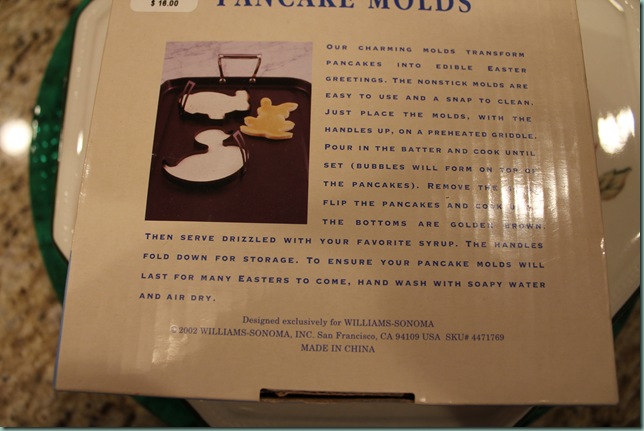 $ 16.00
PANCAKE MOLDS
OUR CHARMING MOLDS TRANSFORM
PANCAKES INTO EDIBLE EASTER
GREETINGS. THE NONSTICK MOLDS ARE
EASY TO USE AND A SNAP TO CLEAN.
JUST PLACE THE MOLDS, WITH THE
HANDLES UP, ON A PREHEATED GRIDDLE.
POUR IN THE BATTER AND COOK UNTIL
SET (BUBBLES WILL FORM ON TOP OF
THE PANCAKES). REMOVE THE
FLIP THE PANCAKES AND COOK
THE BOTTOMS ARE GOLDEN BROWN.
THEN SERVE DRIZZLED WITH YOUR FAVORITE SYRUP. THE HANDLES
FOLD DOWN FOR STORAGE. TO ENSURE YOUR PANCAKE MOLDS WILL
LAST FOR MANY EASTERS TO COME, HAND WASH WITH SOAPY WATER
AND AIR DRY.
Designed exclusively for WILLIAMS-SONOMA
© 2002 WILLIAMS-SONOMA, INC. San Francisco, CA 94109 USA SKU# 4471769
MADE IN CHINA